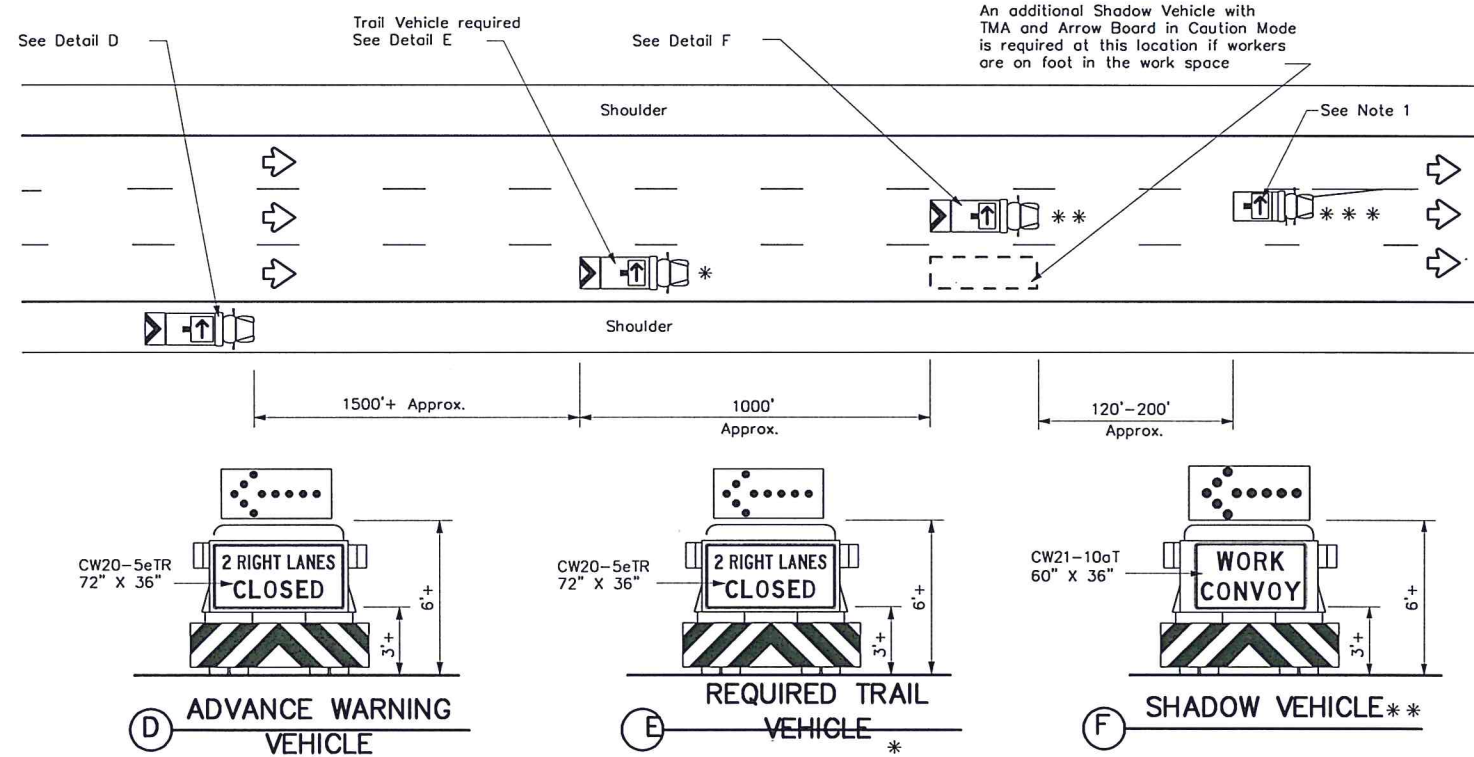 See Detail D
Trail Vehicle required
See Detail E
See Detail F
An additional Shadow Vehicle with
TMA and Arrow Board in Caution Mode
is required at this location if workers
are on foot in the work space
Shoulder
See Note 1
* *
* * *
*
Shoulder
1500'+ Approx.
1000'
Approx.
120'-200'
Approx.
CW20-5eTR
72" X 36"
2 RIGHT LANES
CLOSED
6'+
3'+
D
ADVANCE WARNING
VEHICLE
CW20-5eTR
72" X 36"
2 RIGHT LANES
CLOSED
6'+
3'+
E
REQUIRED TRAIL
VEHICLE
*
CW21-10aT
60" X 36"
WORK
CONVOY
6'+
3'+
F
SHADOW VEHICLE**